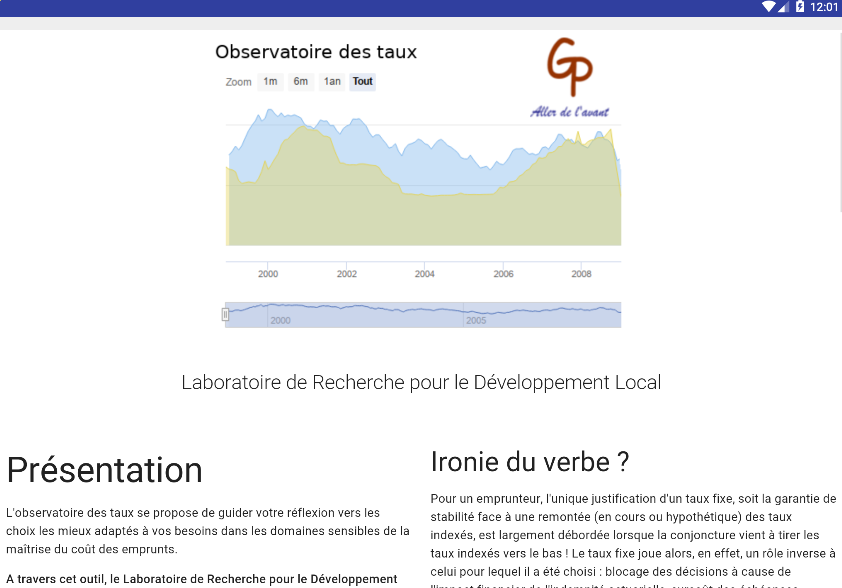 12:01
Observatoire des taux
Zoom 1m 6m 1an Tout
GP
Aller de l'avant
2000 2002 2004 2006 2008
2000 2005
Laboratoire de Recherche pour le Développement Local
Présentation
L'observatoire des taux se propose de guider votre réflexion vers les
choix les mieux adaptés à vos besoins dans les domaines sensibles de la
maîtrise du coût des emprunts.
A travers cet outil, le Laboratoire de Recherche pour le Développement
Ironie du verbe ?
Pour un emprunteur, l'unique justification d'un taux fixe, soit la garantie de
stabilité face à une remontée (en cours ou hypothétique) des taux
indexés, est largement débordée lorsque la conjoncture vient à tirer les
taux indexés vers le bas ! Le taux fixe joue alors, en effet, un rôle inverse à
celui pour lequel il a été choisi : blocage des décisions à cause de